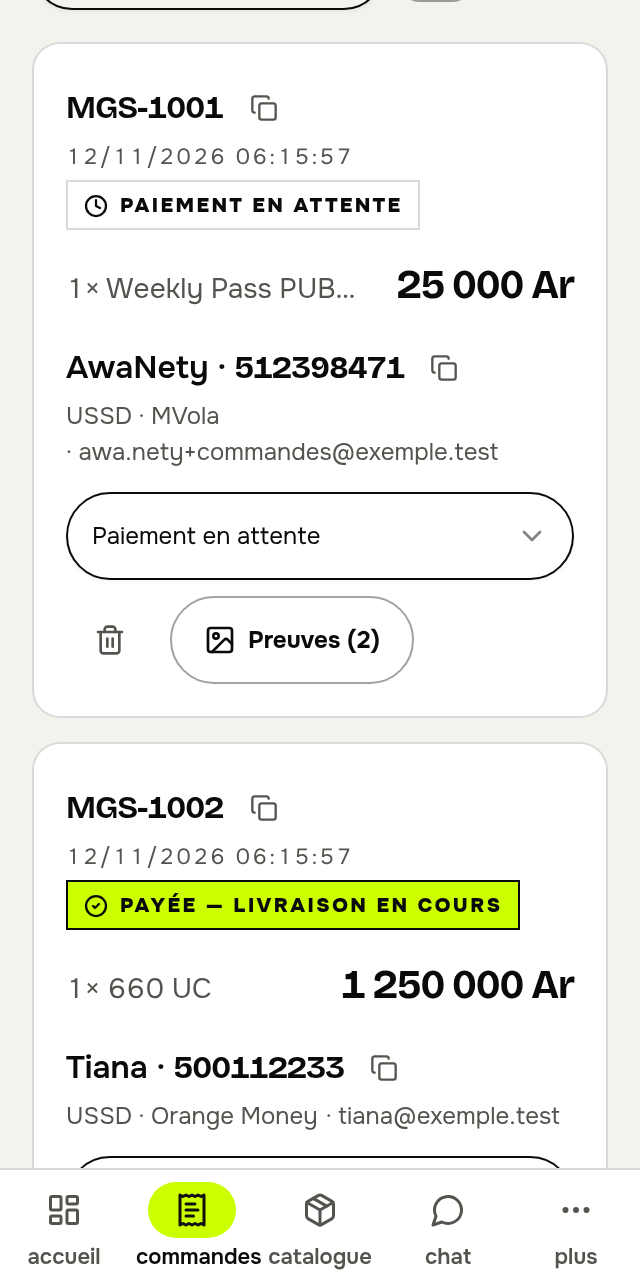 MGS-1001
12/11/2026 06:15:57
PAIEMENT EN ATTENTE
1× Weekly Pass PUB... 25 000 Ar
AwaNety · 512398471
USSD · MVola
· awa.nety+commandes@exemple.test
Paiement en attente
Preuves (2)
MGS-1002
12/11/2026 06:15:57
PAYÉE — LIVRAISON EN COURS
1× 660 UC 1 250 000 Ar
Tiana · 500112233
USSD · Orange Money · tiana@exemple.test
accueil commandes catalogue chat plus